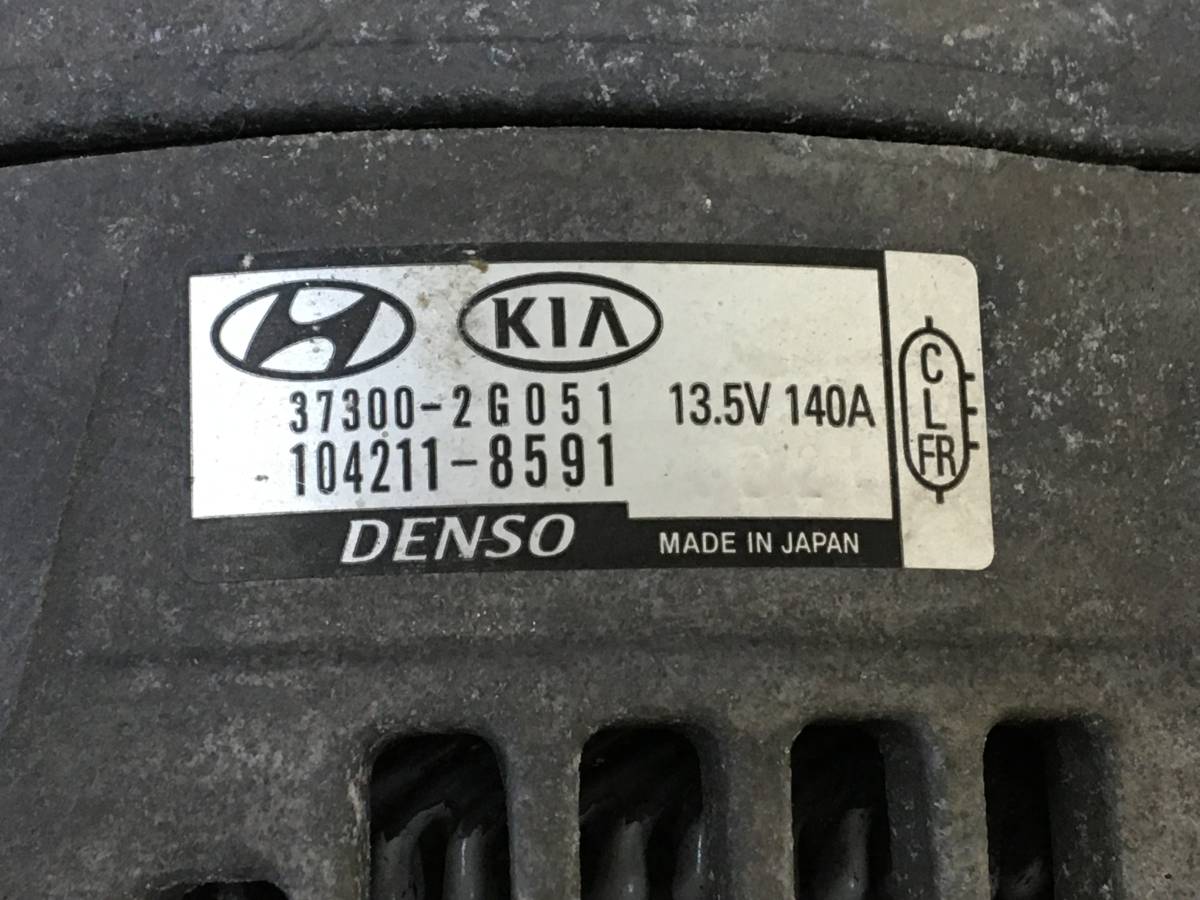 KIA
37300-2G051 13.5V 140A
104211-8591
DENSO MADE IN JAPAN
C
L
FR